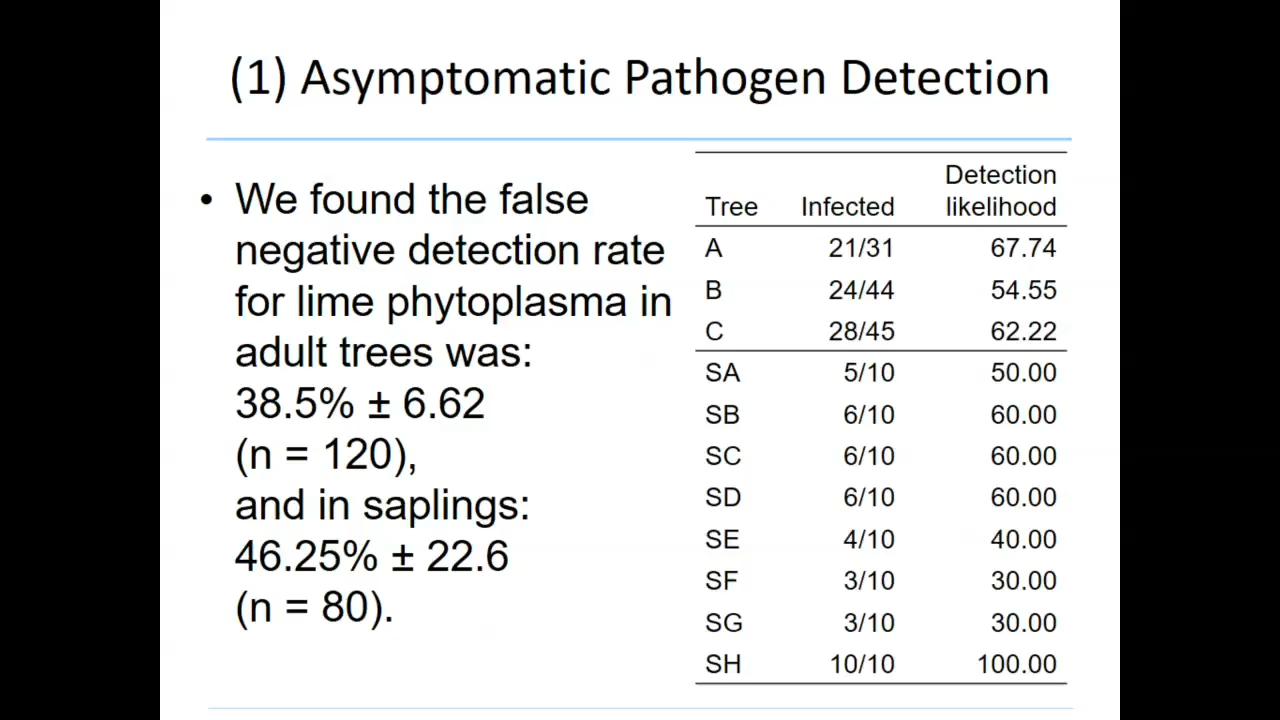 (1) Asymptomatic Pathogen Detection
• We found the false
negative detection rate
for lime phytoplasma in
adult trees was:
38.5% ± 6.62
(n = 120),
and in saplings:
46.25% ± 22.6
(n = 80).
Detection
Tree Infected likelihood
A 21/31 67.74
B 24/44 54.55
C 28/45 62.22
SA 5/10 50.00
SB 6/10 60.00
SC 6/10 60.00
SD 6/10 60.00
SE 4/10 40.00
SF 3/10 30.00
SG 3/10 30.00
SH 10/10 100.00